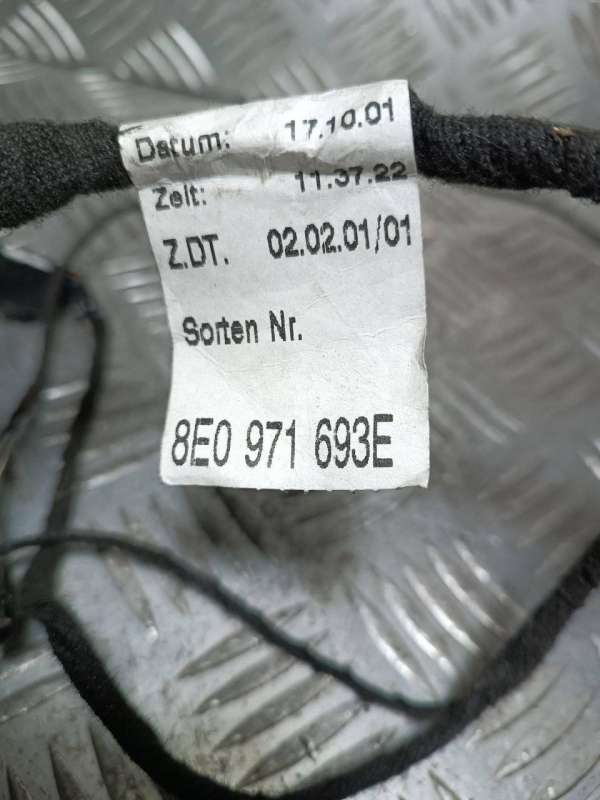 Datum: 17.10.01
Zeit: 11.37.22
Z.DT. 02.02.01/01
Sorten Nr.
8E0 971 693E